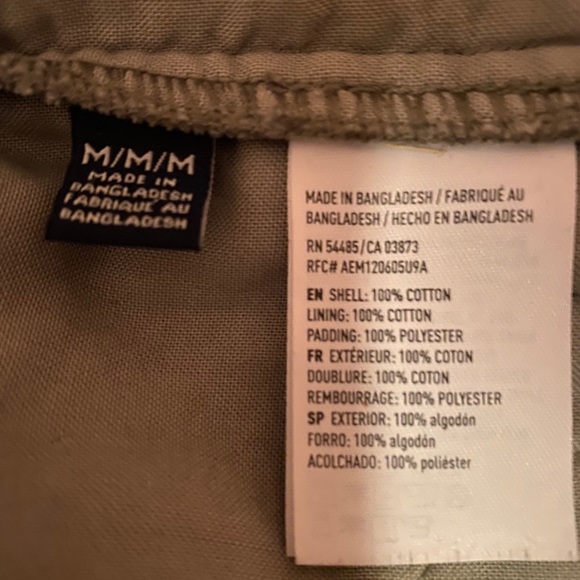 M/M/M
MADE IN
BANGLADESH
FABRIQUÉ AU
BANGLADESH
MADE IN BANGLADESH / FABRIQUÉ AU
BANGLADESH / HECHO EN BANGLADESH
RN 54485/CA 03873
RFC# AEM120605U9A
EN SHELL: 100% COTTON
LINING: 100% COTTON
PADDING: 100% POLYESTER
FR EXTÉRIEUR: 100% COTON
DOUBLURE: 100% COTON
REMBOURRAGE: 100% POLYESTER
SP EXTERIOR: 100% algodón
FORRO: 100% algodón
ACOLCHADO: 100% poliéster